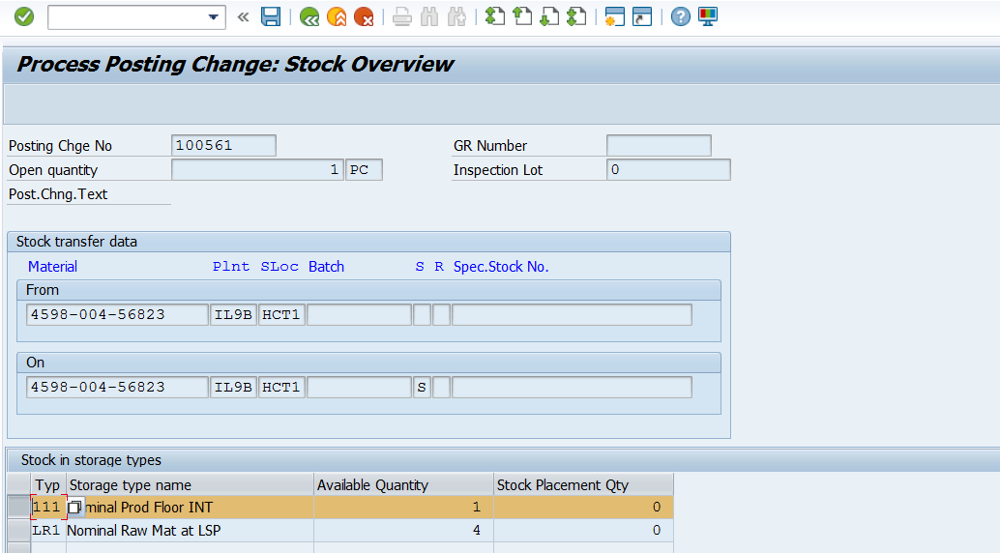 Process Posting Change: Stock Overview
Posting Chge No 100561 GR Number
Open quantity 1 PC Inspection Lot 0
Post.Chng.Text
Stock transfer data
Material Plnt SLoc Batch S R Spec.Stock No.
From
4598-004-56823 IL9B HCT1
On
4598-004-56823 IL9B HCT1 S
Stock in storage types
Typ Storage type name Available Quantity Stock Placement Qty
111 minal Prod Floor INT 1 0
LR1 Nominal Raw Mat at LSP 4 0